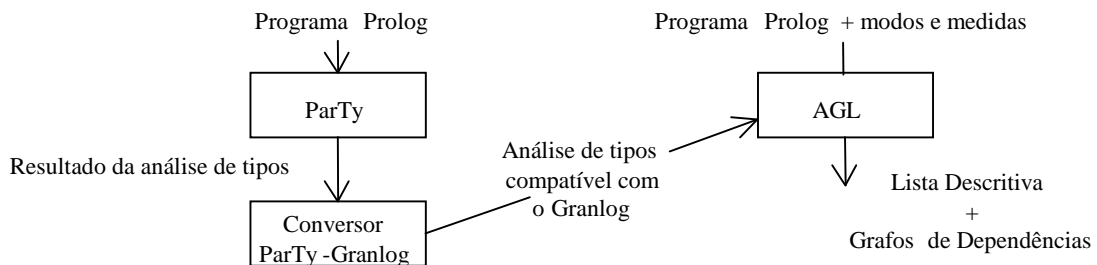 Programa Prolog
Programa Prolog + modos e medidas
ParTy
AGL
Resultado da análise de tipos
Análise de tipos
compatível com
o Granlog
Lista Descritiva
+
Grafos de Dependências
Conversor
ParTy -Granlog